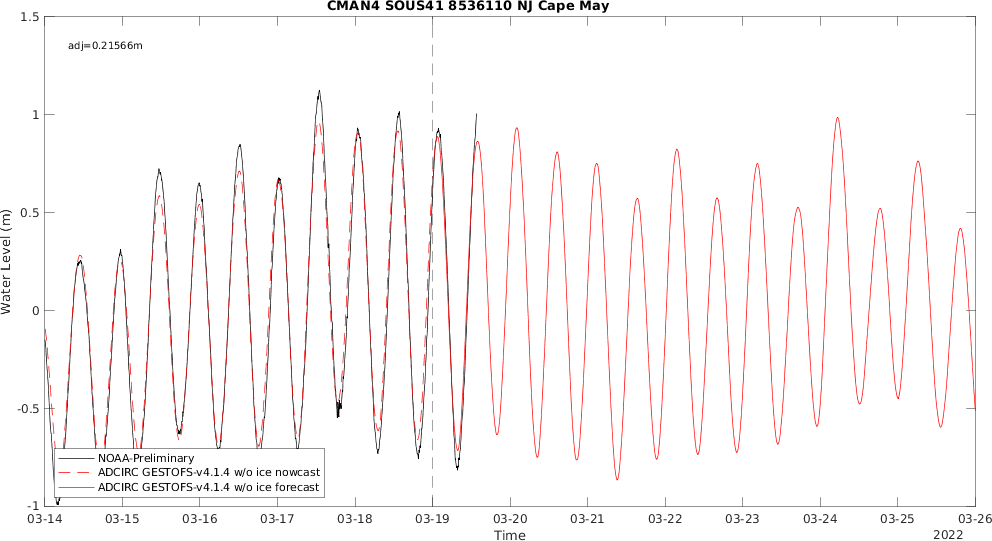 CMAN4 SOUS41 8536110 NJ Cape May
adj=0.21566m
1.5
1
0.5
0
-0.5
-1
Water Level (m)
NOAA-Preliminary
ADCIRC GESTOFS-v4.1.4 w/o ice nowcast
ADCIRC GESTOFS-v4.1.4 w/o ice forecast
03-14 03-15 03-16 03-17 03-18 03-19 03-20 03-21 03-22 03-23 03-24 03-25 03-26
Time
2022